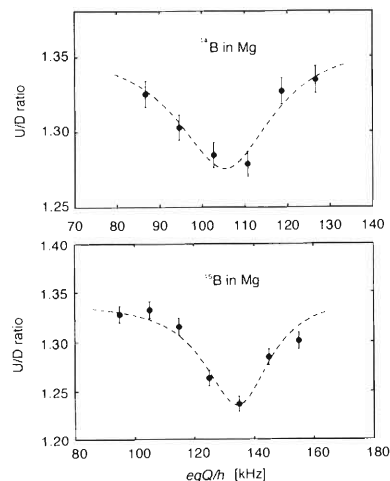 1.35
1.30
1.25
U/D ratio
¹⁴B in Mg
70 80 90 100 110 120 130 140
1.40
1.35
1.30
1.25
1.20
U/D ratio
¹⁵B in Mg
80 100 120 140 160 180
eqQ/h [kHz]